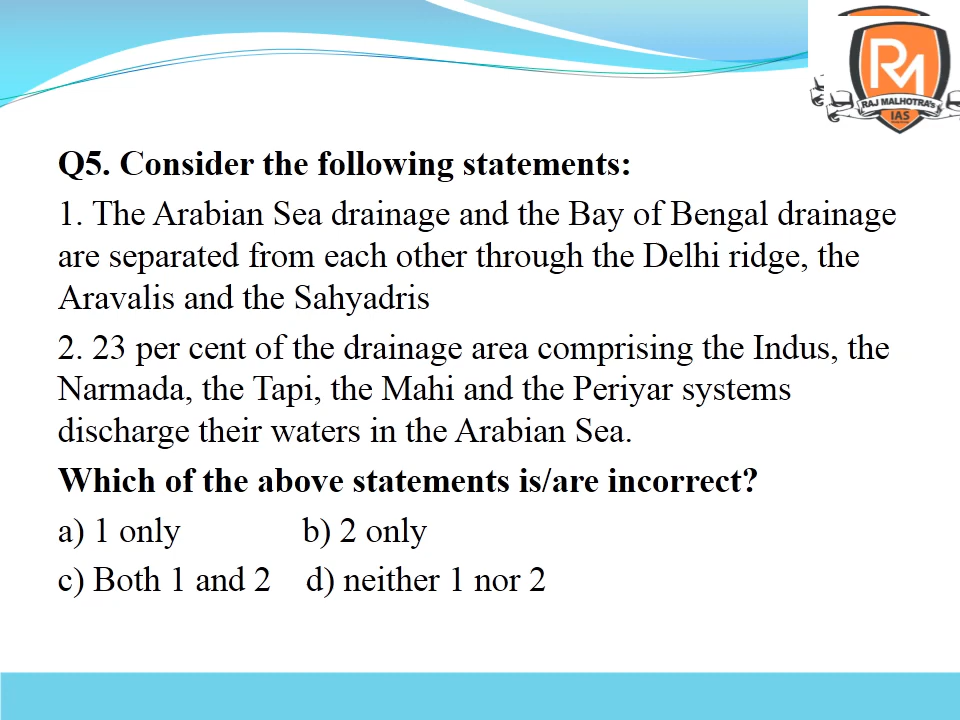 RM
RAJ MALHOTRA's
IAS
Q5. Consider the following statements:
1. The Arabian Sea drainage and the Bay of Bengal drainage
are separated from each other through the Delhi ridge, the
Aravalis and the Sahyadris
2. 23 per cent of the drainage area comprising the Indus, the
Narmada, the Tapi, the Mahi and the Periyar systems
discharge their waters in the Arabian Sea.
Which of the above statements is/are incorrect?
a) 1 only b) 2 only
c) Both 1 and 2 d) neither 1 nor 2